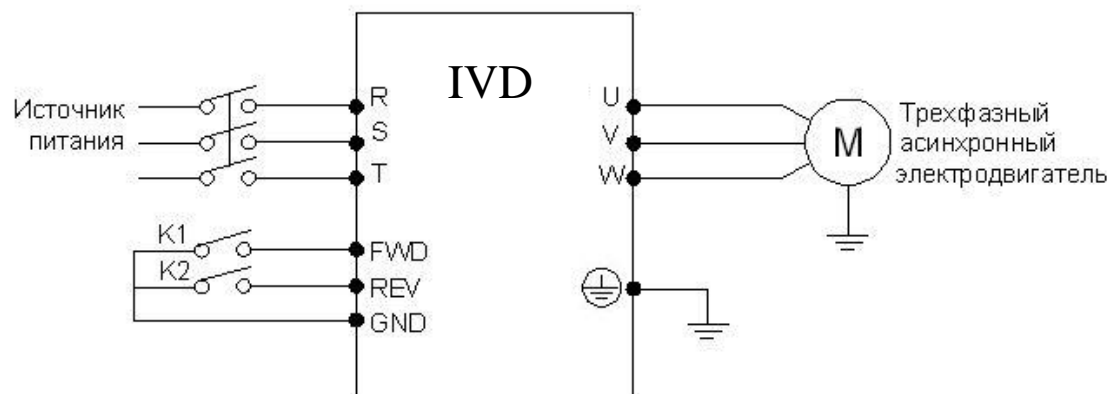 IVD
Источник
питания
R
S
T
U
V
W
M
Трехфазный
асинхронный
электродвигатель
K1
K2
FWD
REV
GND